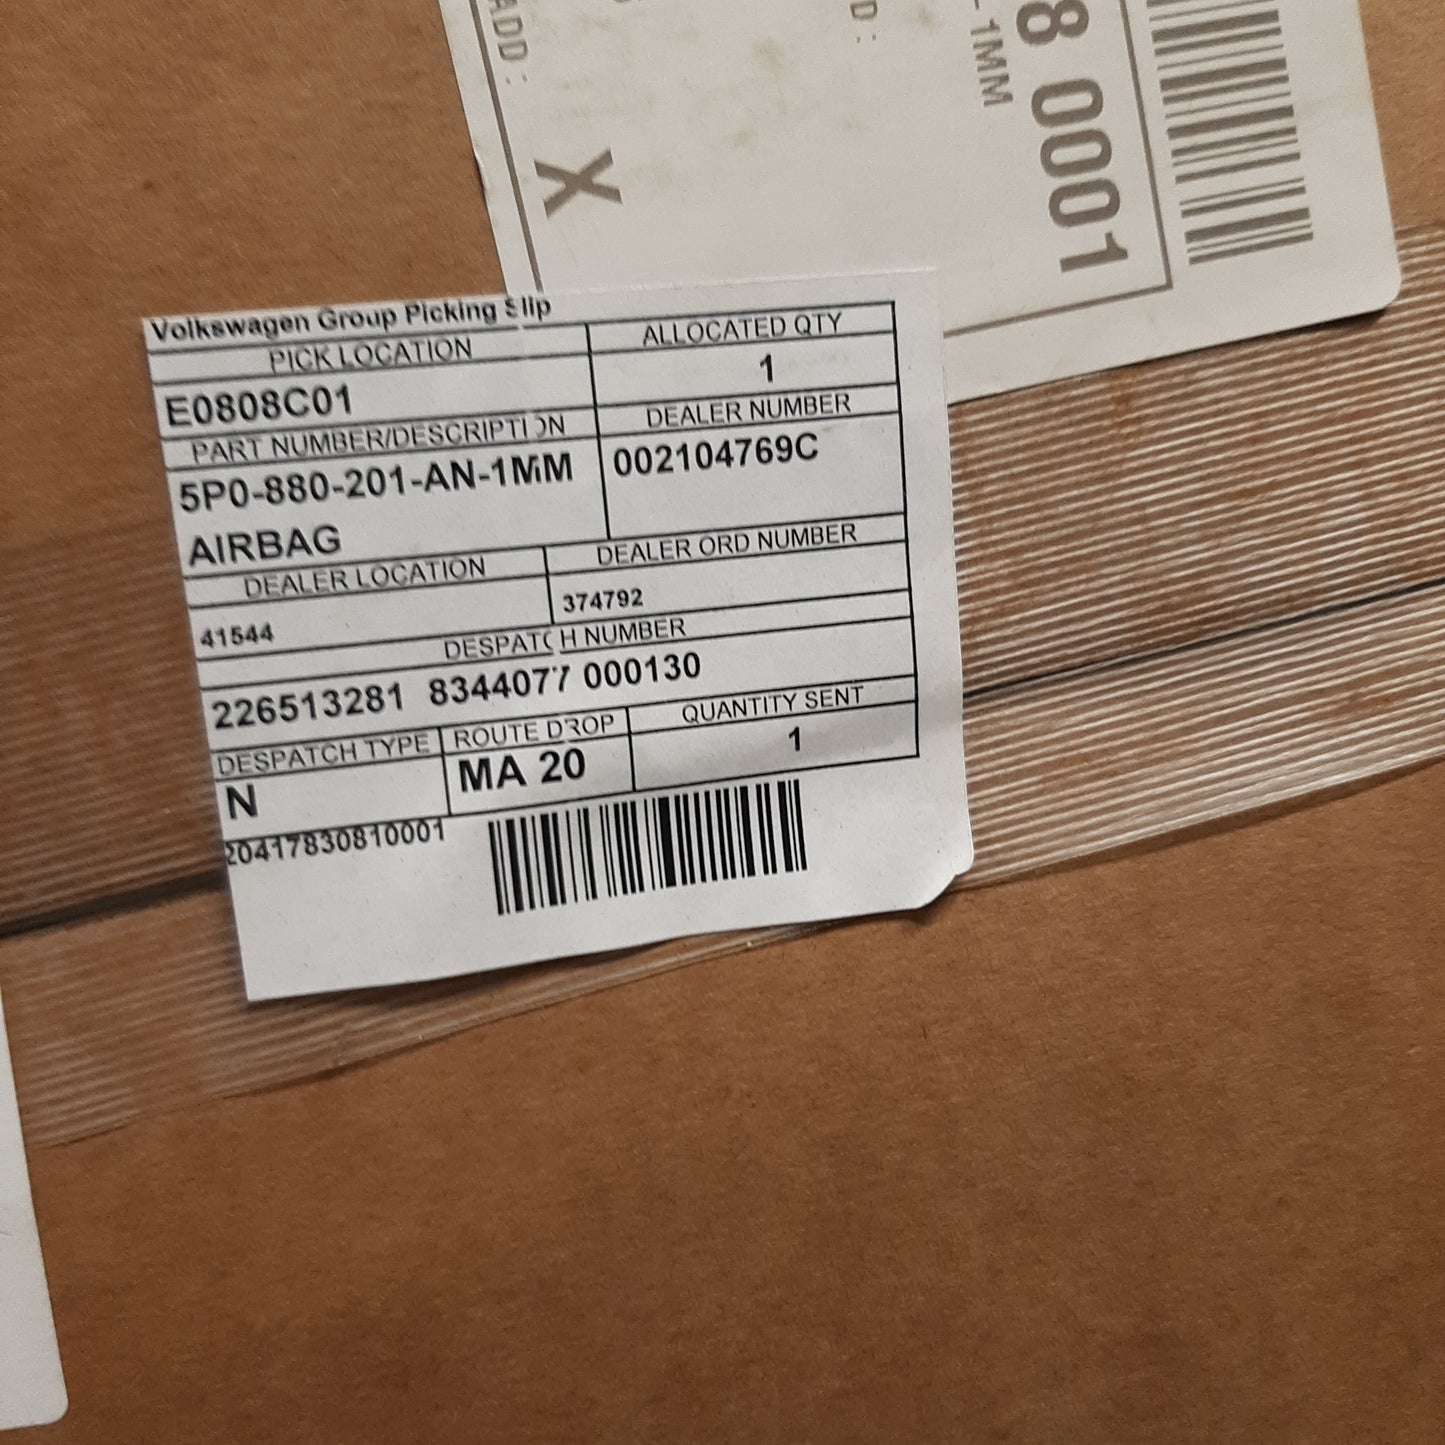 ADD:
D:
-1MM
8 0001
X
Volkswagen Group Picking Slip
PICK LOCATION
ALLOCATED QTY
E0808C01
1
PART NUMBER/DESCRIPTION
DEALER NUMBER
5P0-880-201-AN-1MM
002104769C
AIRBAG
DEALER LOCATION
DEALER ORD NUMBER
41544
374792
DESPATCH NUMBER
226513281 8344077 000130
DESPATCH TYPE
ROUTE DROP
QUANTITY SENT
N
MA 20
1
20417830810001